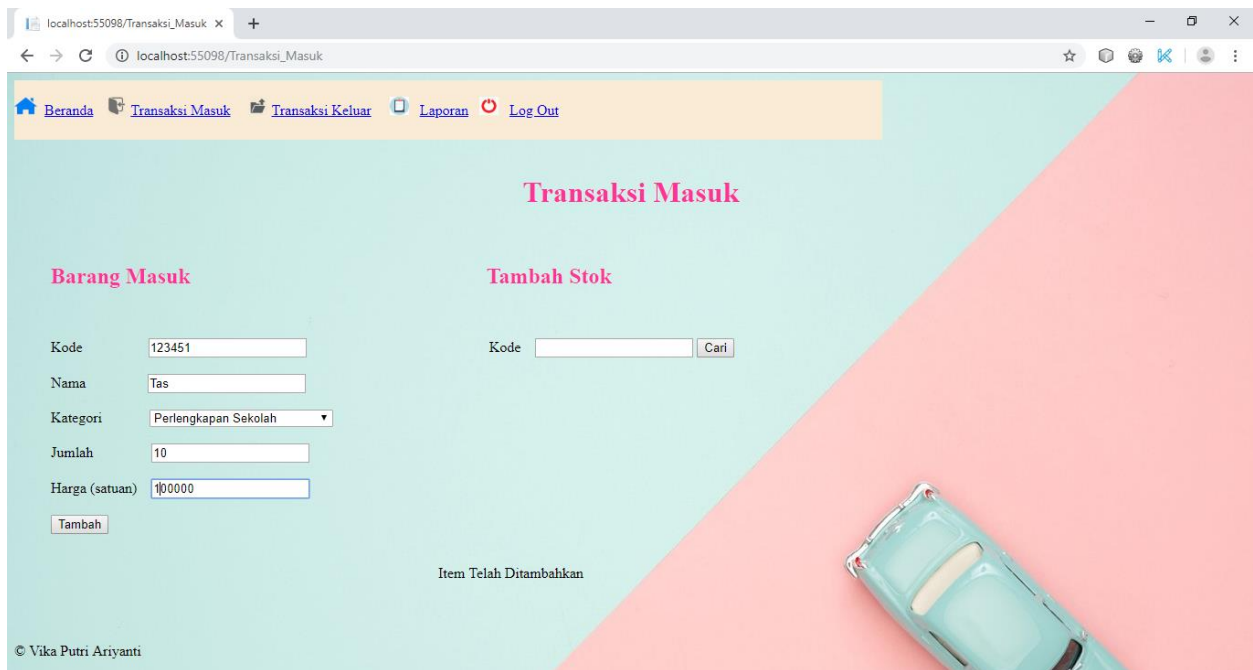 localhost:55098/Transaksi_Masuk
localhost:55098/Transaksi_Masuk
Beranda Transaksi Masuk Transaksi Keluar Laporan Log Out
Transaksi Masuk
Barang Masuk
Kode 123451
Nama Tas
Kategori Perlengkapan Sekolah
Jumlah 10
Harga (satuan) 100000
Tambah
Tambah Stok
Kode Cari
Item Telah Ditambahkan
© Vika Putri Ariyanti